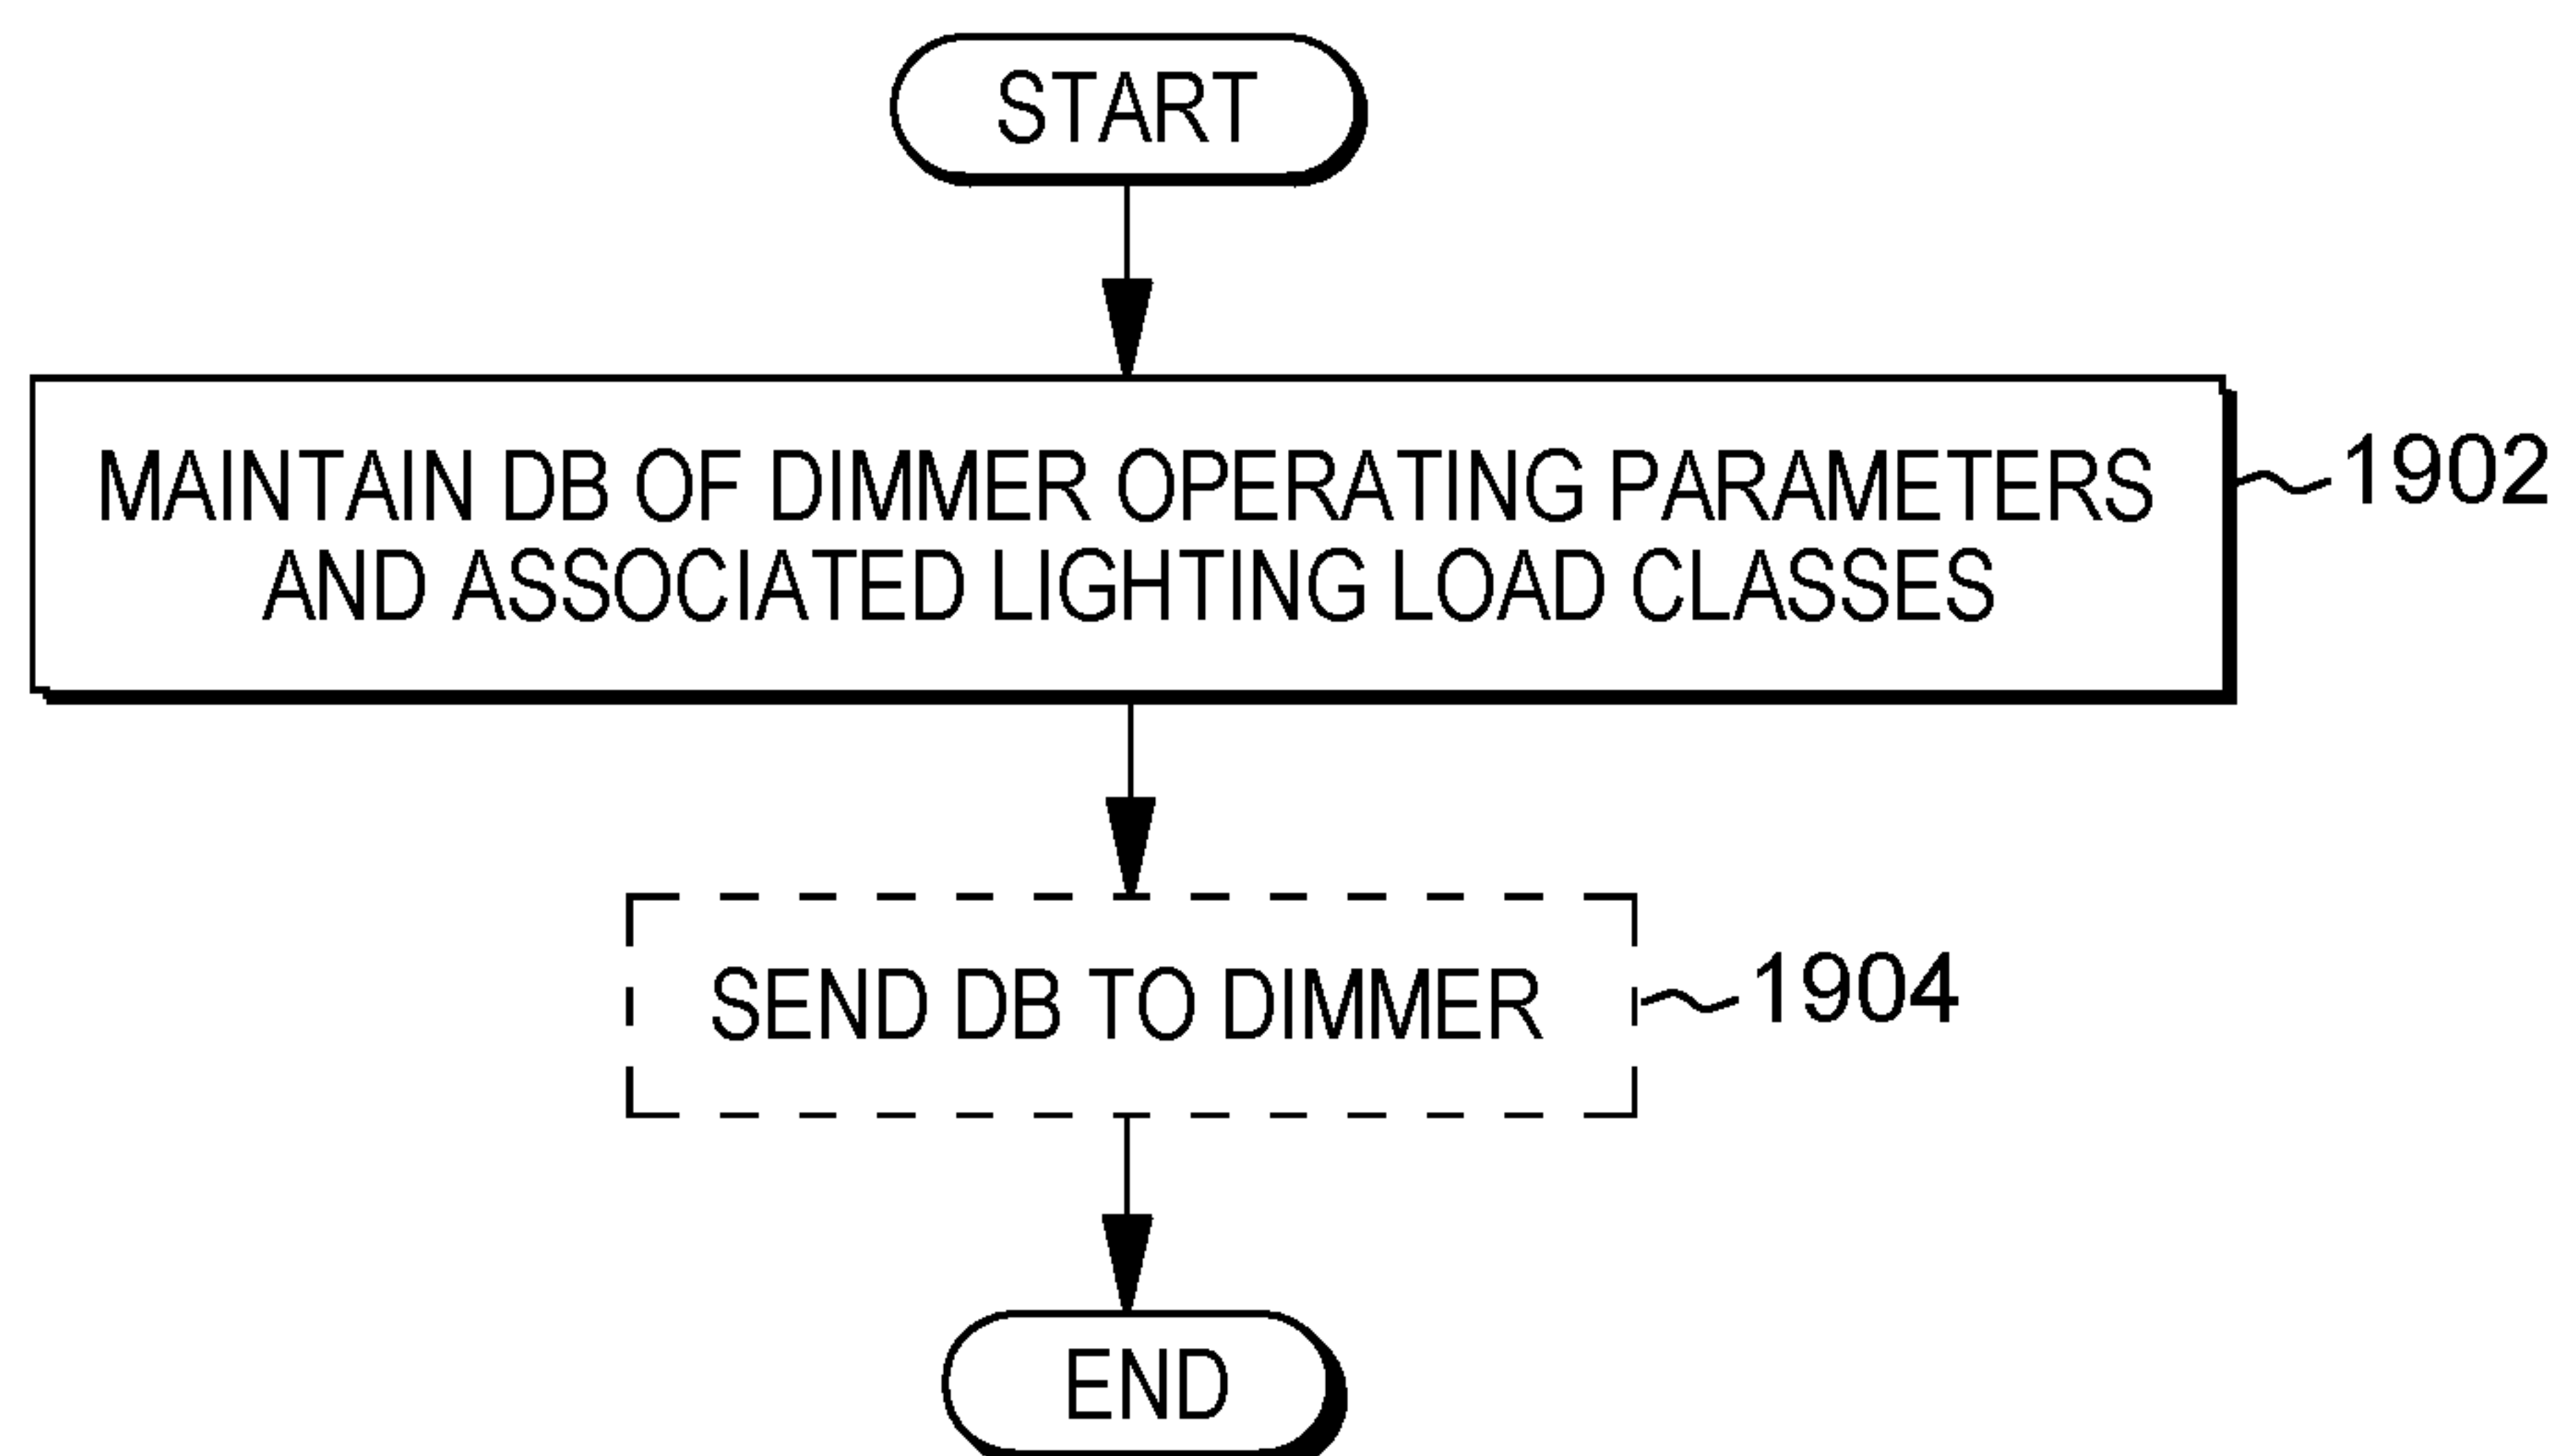 START
MAINTAIN DB OF DIMMER OPERATING PARAMETERS
AND ASSOCIATED LIGHTING LOAD CLASSES
1902
SEND DB TO DIMMER
1904
END